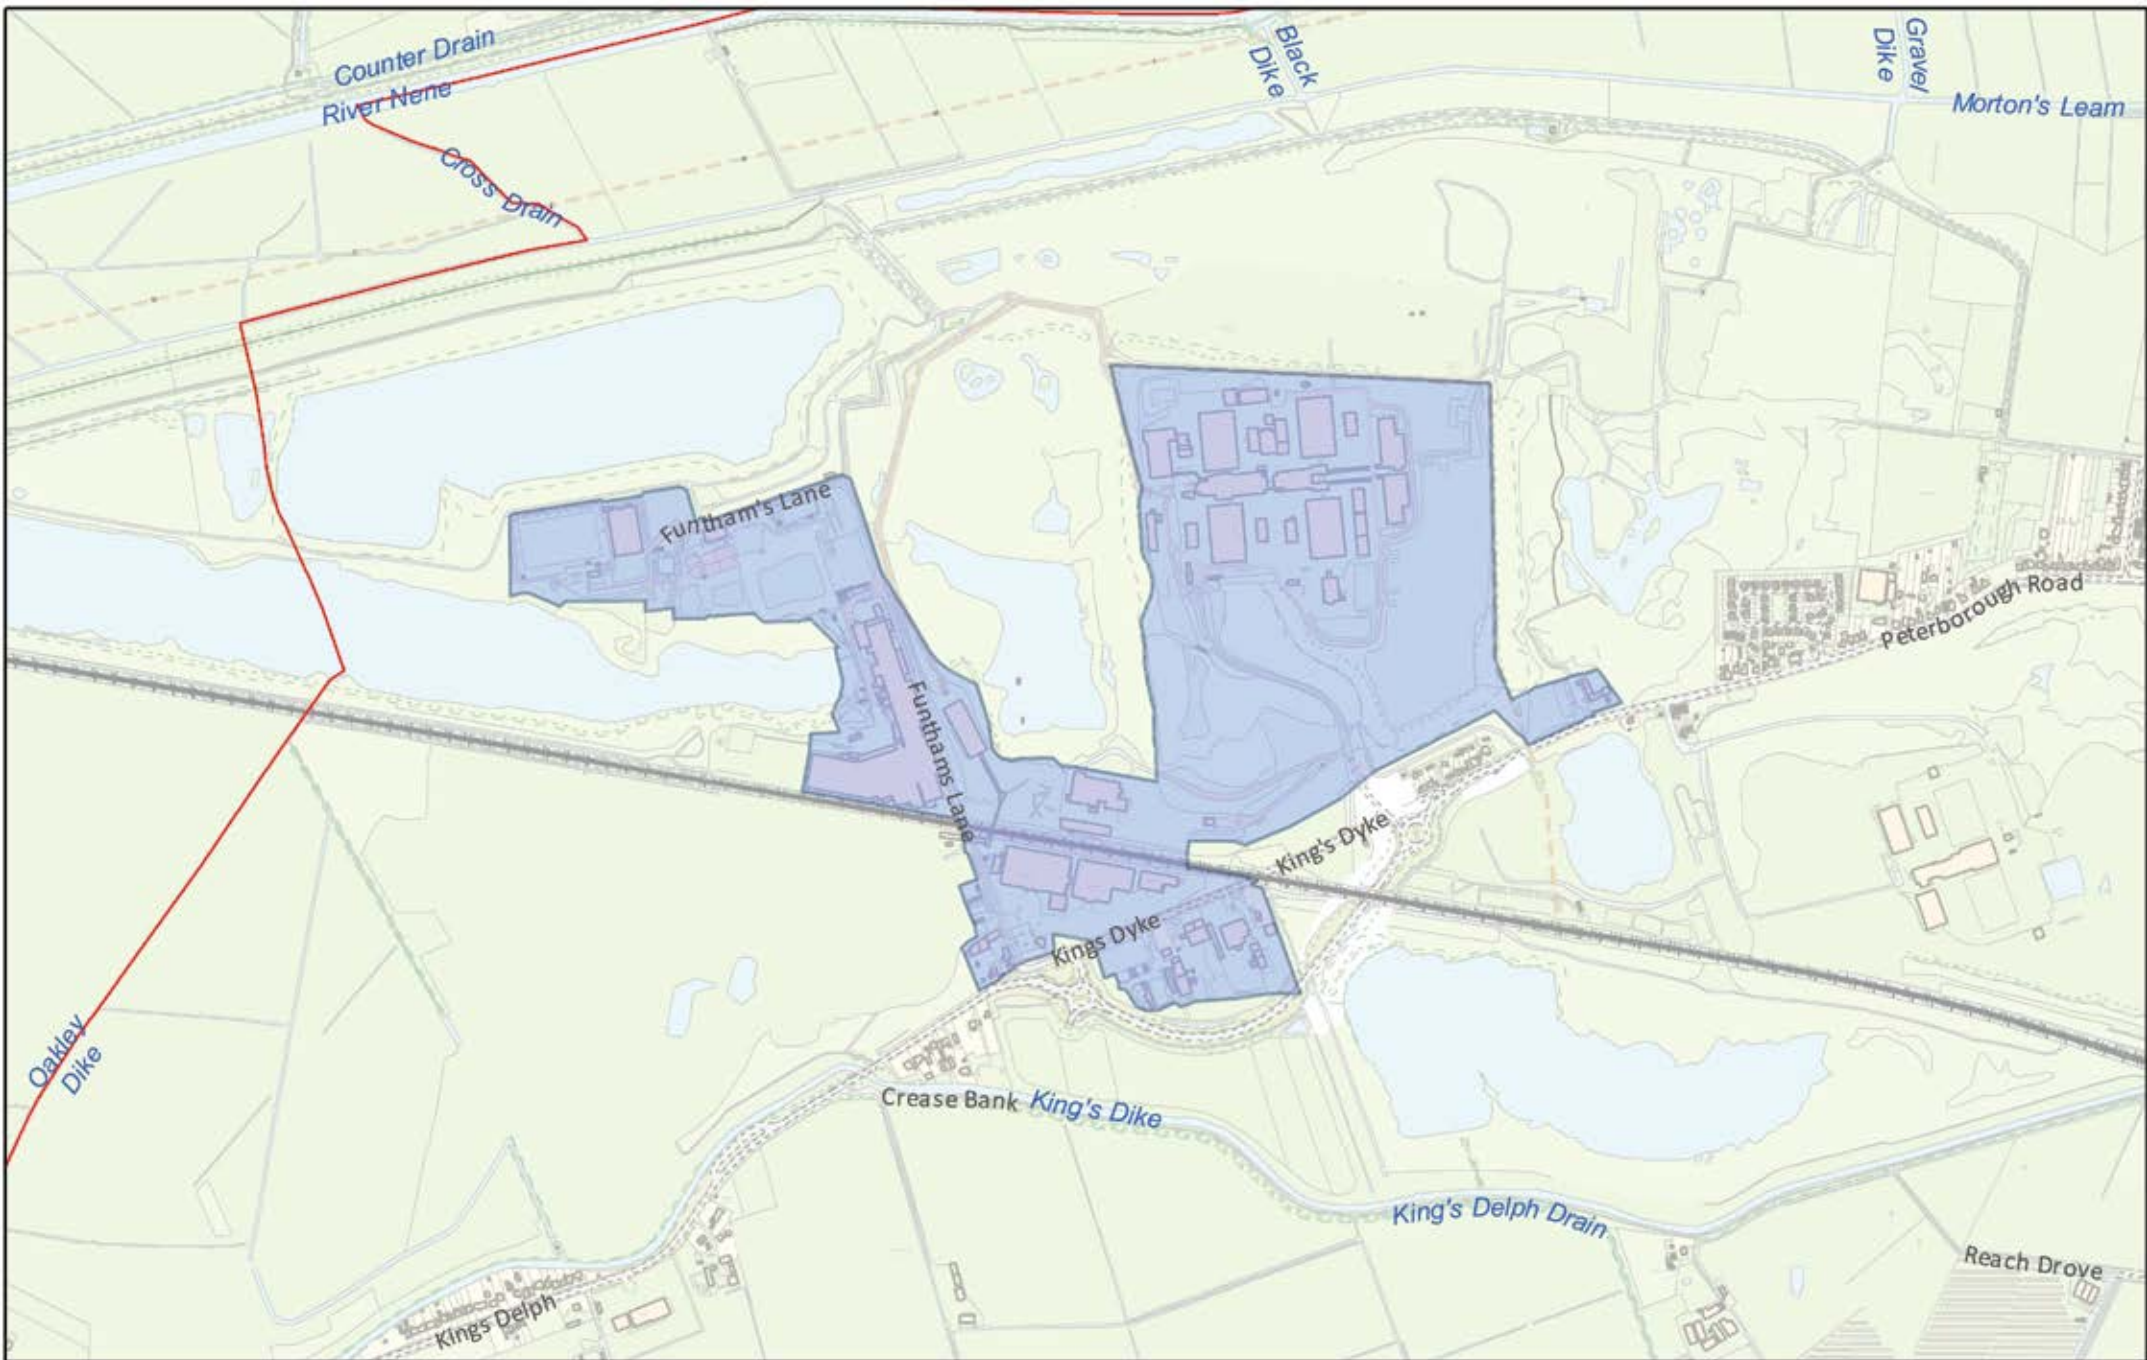 Counter Drain
River Nene
Black
Dike
Gravel
Dike
Morton's Leam
Cross Drain
Funtham's Lane
Peterborough Road
Funthams Lane
King's Dyke
Kings Dyke
Oakley
Dike
Crease Bank
King's Dike
King's Delph Drain
Reach Drove
Kings Delph